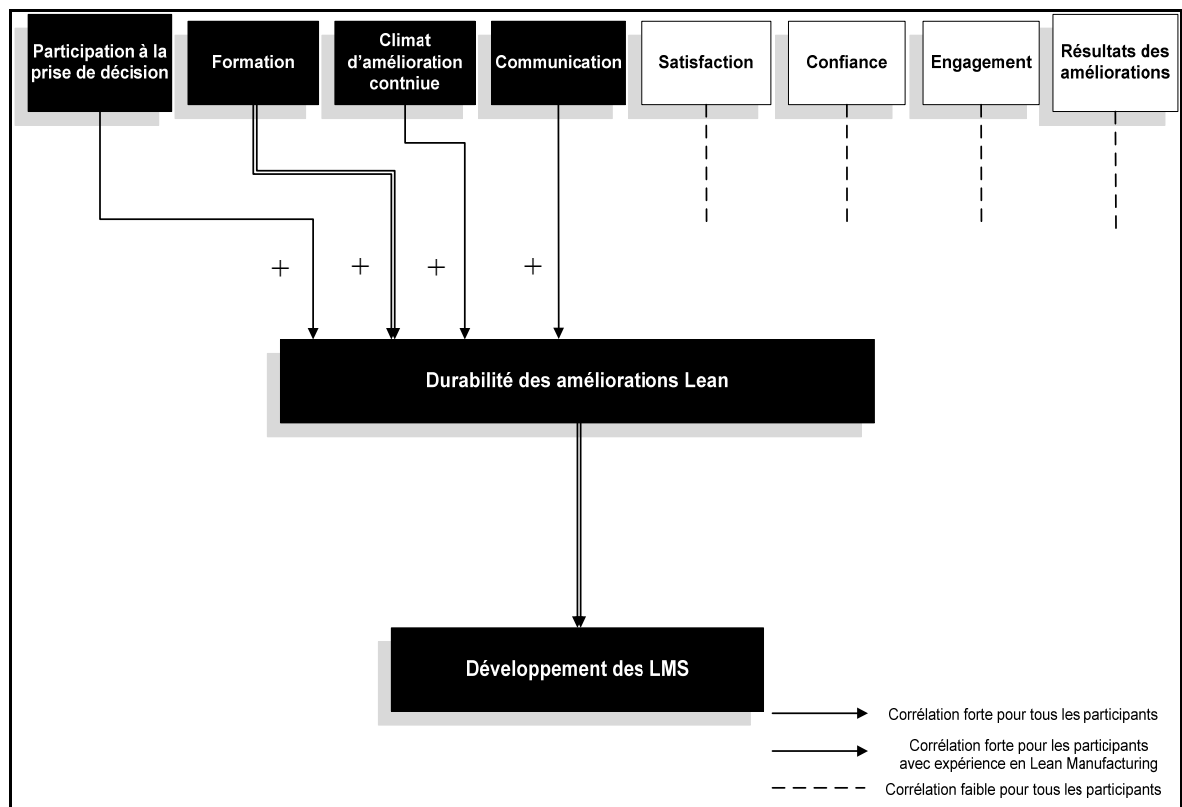 Participation à la
prise de décision
Formation
Climat
d'amélioration
contniue
Communication
Satisfaction
Confiance
Engagement
Résultats des
améliorations
+
+
+
+
Durabilité des améliorations Lean
Développement des LMS
Corrélation forte pour tous les participants
Corrélation forte pour les participants
avec expérience en Lean Manufacturing
Corrélation faible pour tous les participants